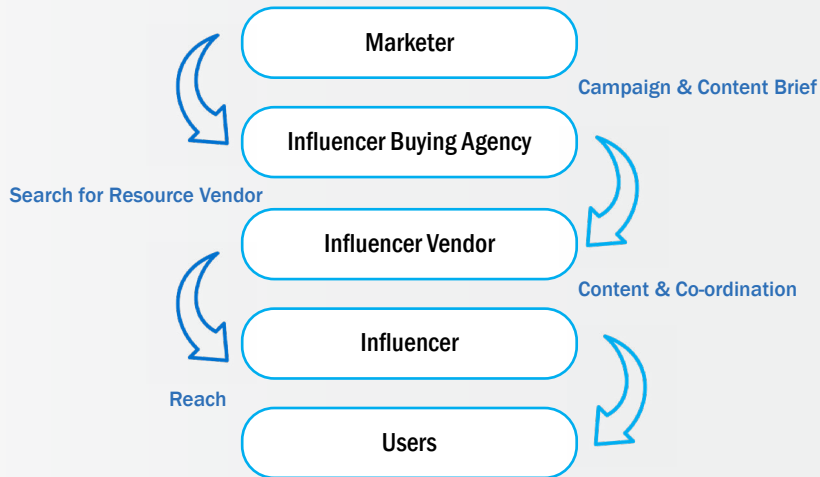 Marketer
Campaign & Content Brief
Influencer Buying Agency
Search for Resource Vendor
Influencer Vendor
Content & Co-ordination
Influencer
Reach
Users